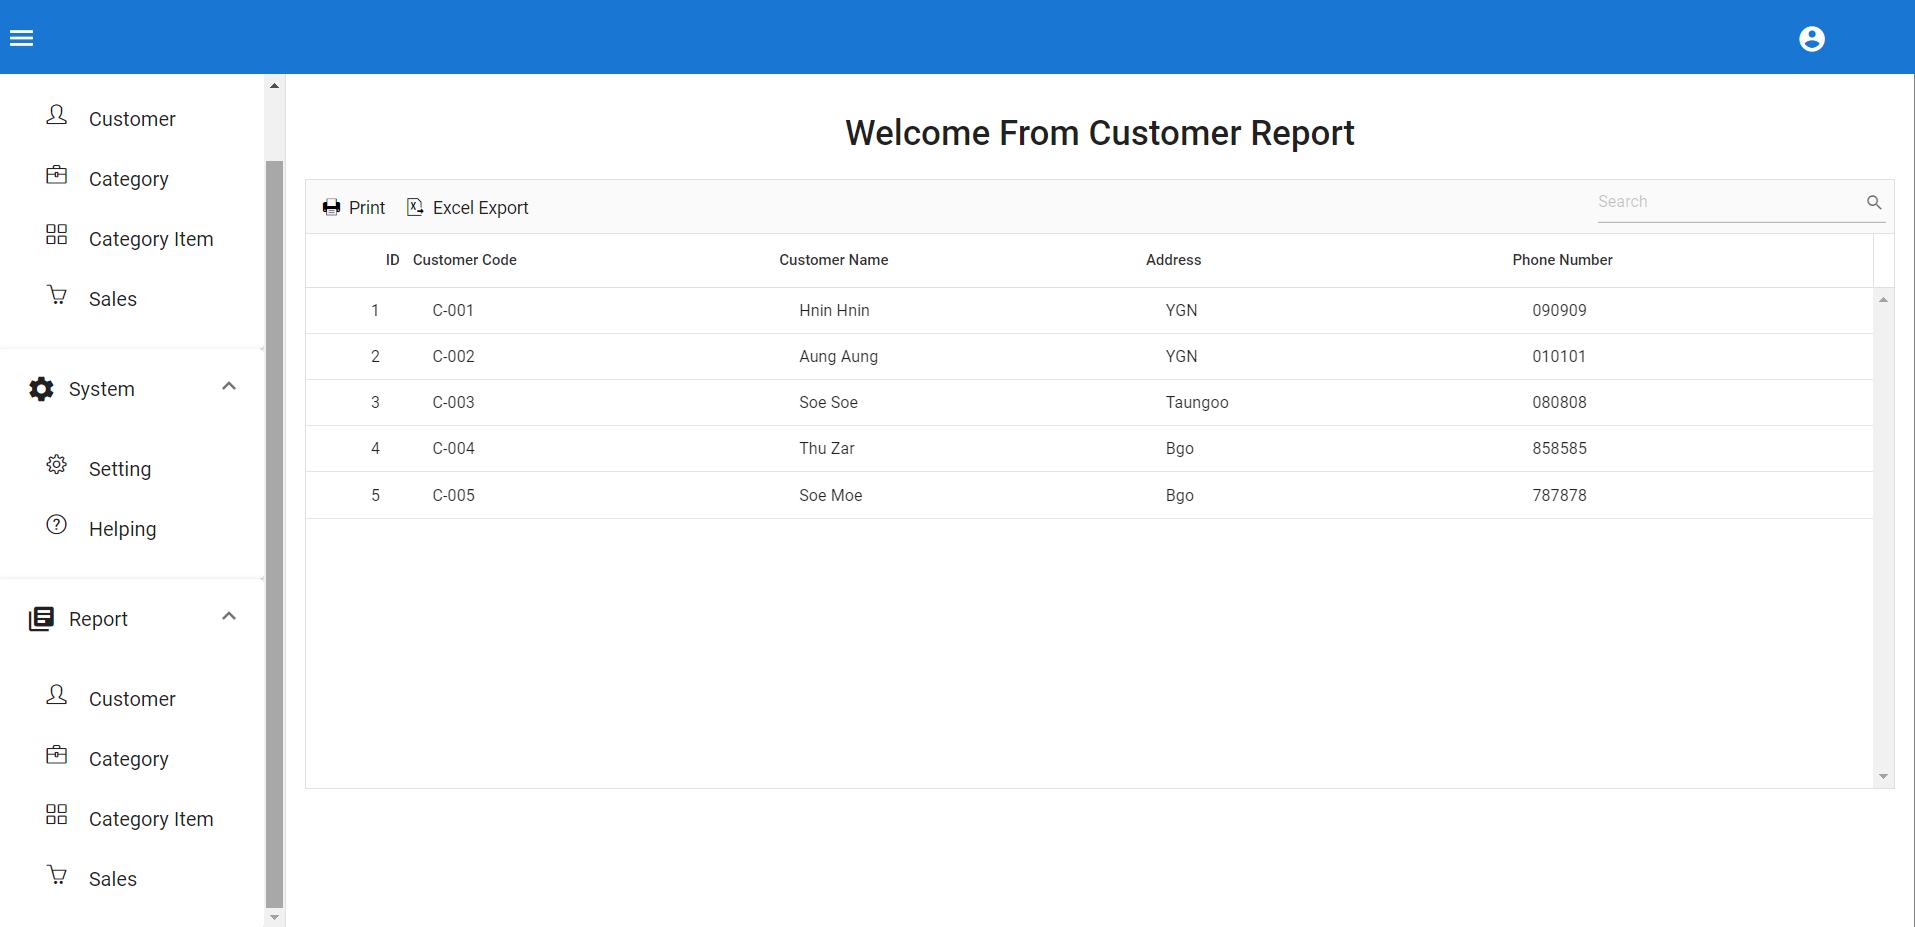 Customer
Category
Category Item
Sales
System
Setting
Helping
Report
Customer
Category
Category Item
Sales
Welcome From Customer Report
Print Excel Export Search
ID Customer Code Customer Name Address Phone Number
1 C-001 Hnin Hnin YGN 090909
2 C-002 Aung Aung YGN 010101
3 C-003 Soe Soe Taungoo 080808
4 C-004 Thu Zar Bgo 858585
5 C-005 Soe Moe Bgo 787878